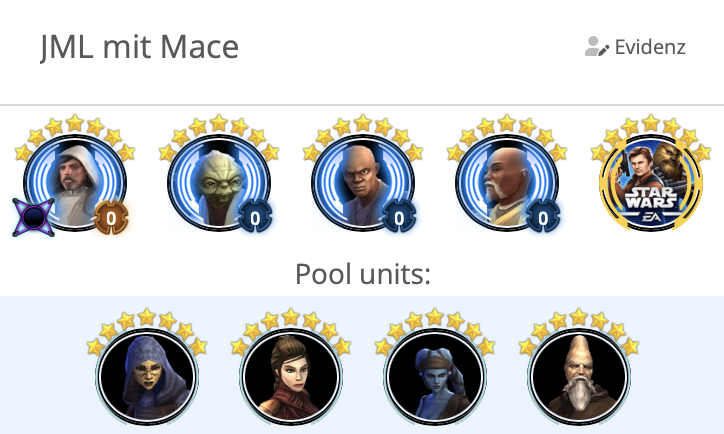 JML mit Mace
Evidenz
0
0
0
0
STAR
WARS
EA
Pool units: